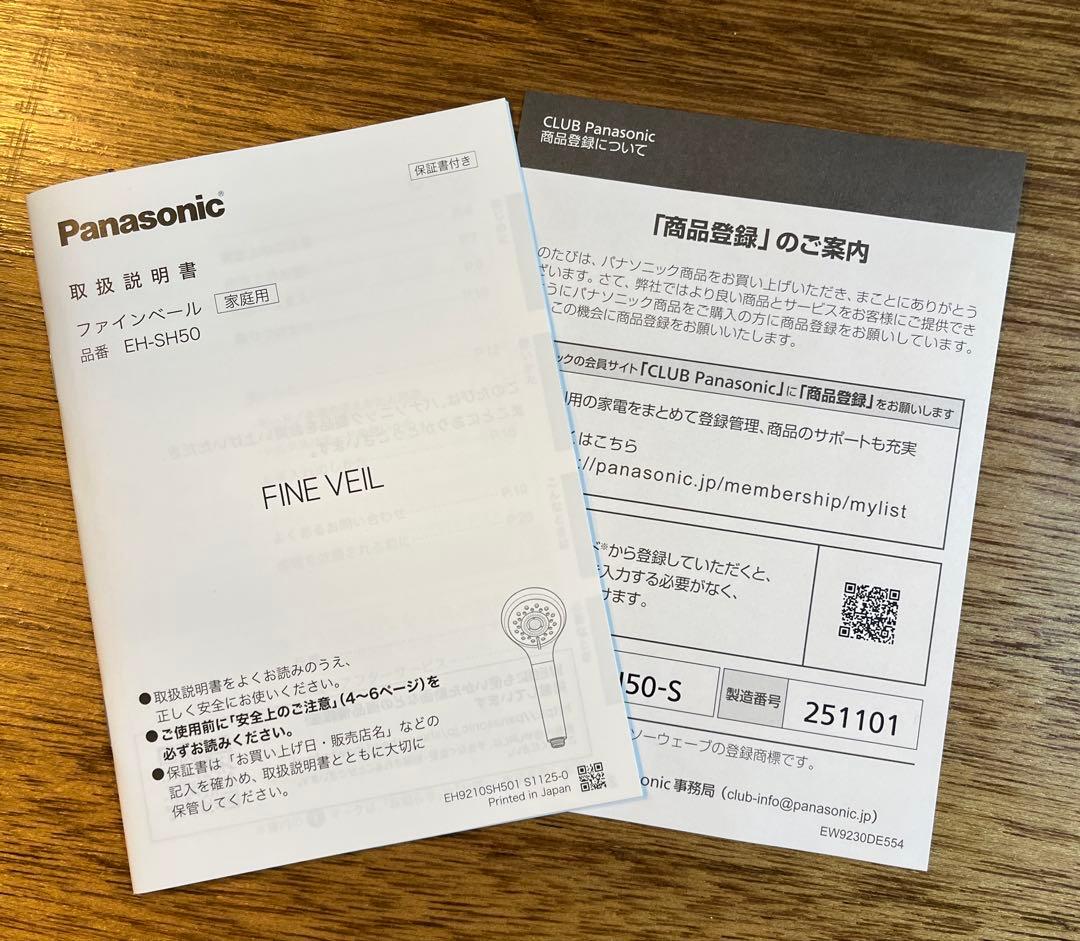 Panasonic®
保証書付き
取扱説明書
ファインベール 家庭用
品番 EH-SH50
FINE VEIL
●取扱説明書をよくお読みのうえ、
正しく安全にお使いください。
●ご使用前に「安全上のご注意」(4〜6ページ)を
必ずお読みください。
●保証書は「お買い上げ日・販売店名」などの
記入を確かめ、取扱説明書とともに大切に
保管してください。
EH9210SH501 S1125-0
Printed in Japan
CLUB Panasonic
商品登録について
「商品登録」のご案内
のたびは、パナソニック商品をお買い上げいただき、まことにありがとう
ざいます。さて、弊社ではより良い商品とサービスをお客様にご提供でき
うにパナソニック商品をご購入の方に商品登録をお願いしています。
この機会に商品登録をお願いいたします。
ックの会員サイト「CLUB Panasonic」に「商品登録」をお願いします
用の家電をまとめて登録管理、商品のサポートも充実
くはこちら
://panasonic.jp/membership/mylist
ド※から登録していただくと、
入力する必要がなく、
けます。
50-S
製造番号 251101
ソーウェーブの登録商標です。
sonic 事務局(club-info@panasonic.jp)
EW9230DE554